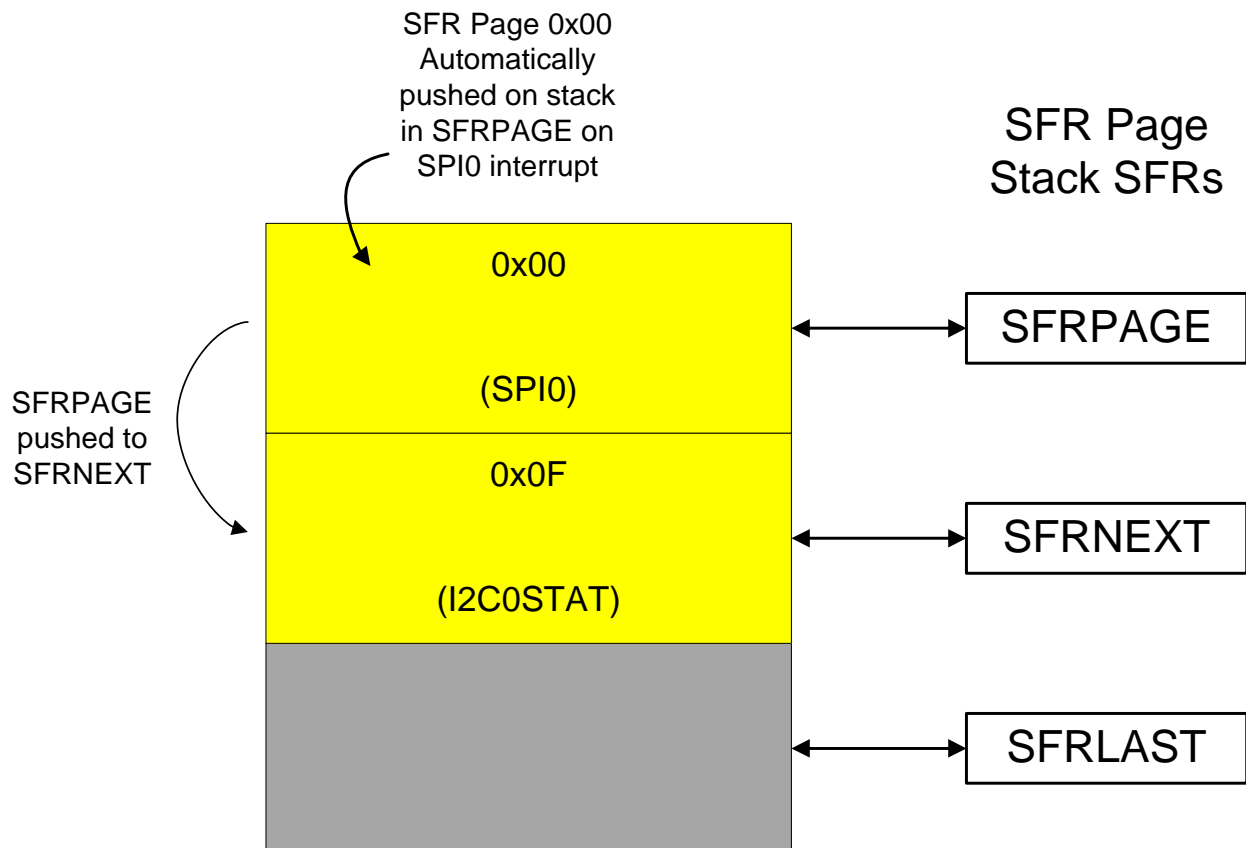 SFR Page 0x00
Automatically
pushed on stack
in SFRPAGE on
SPI0 interrupt
SFR Page
Stack SFRs
0x00
(SPI0)
SFRPAGE
SFRPAGE
pushed to
SFRNEXT
0x0F
(I2C0STAT)
SFRNEXT
SFRLAST